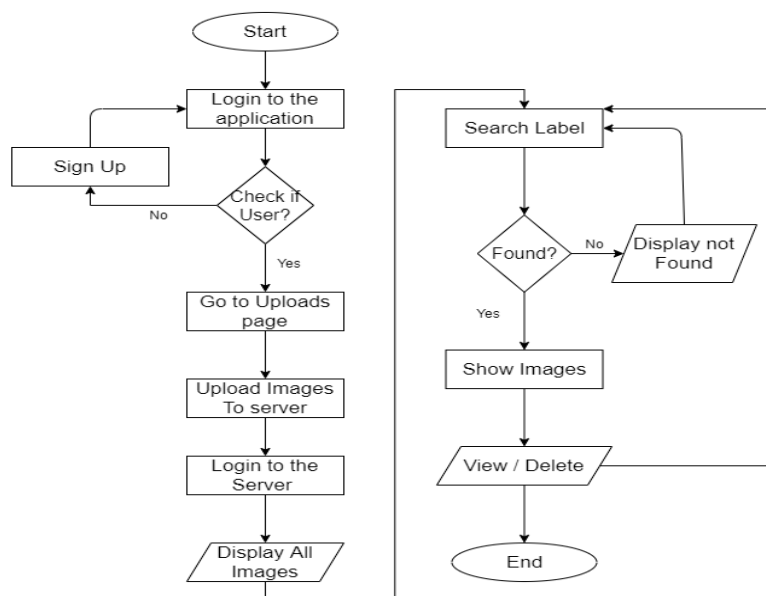 Start
Login to the
application
Sign Up
Check if
User?
No
Yes
Go to Uploads
page
Upload Images
To server
Login to the
Server
Display All
Images
Search Label
Found?
No
Display not
Found
Yes
Show Images
View / Delete
End